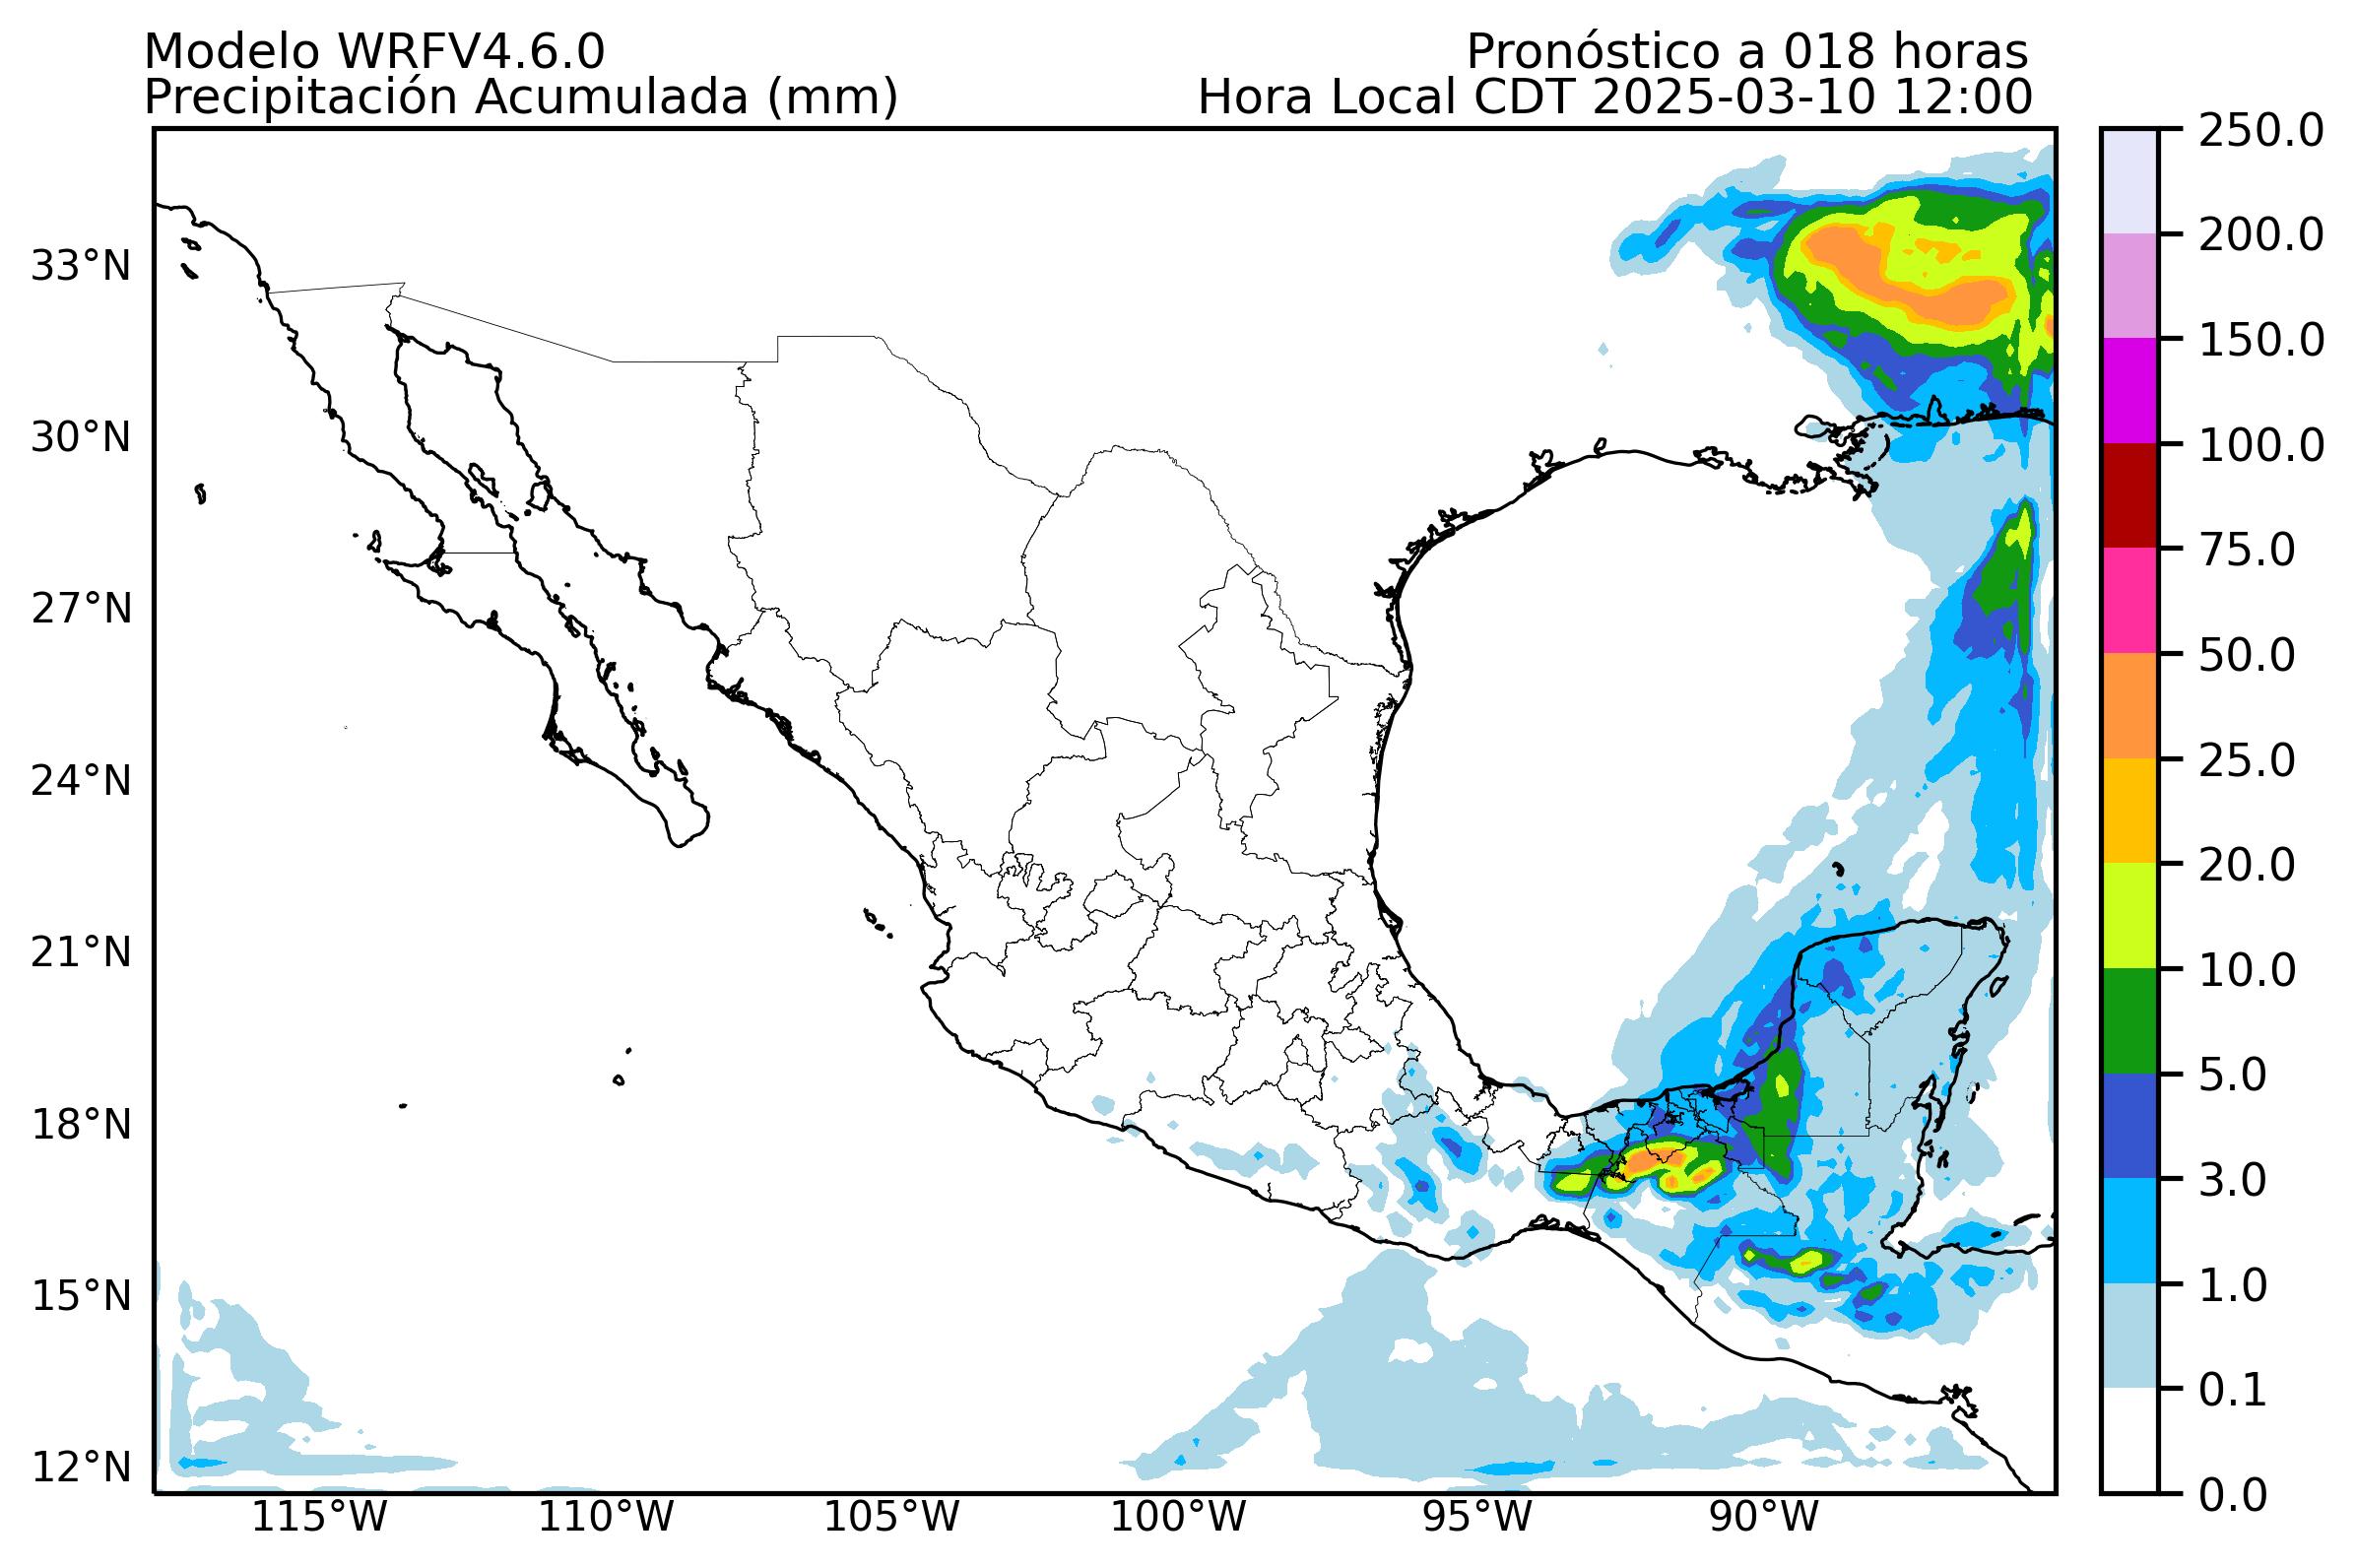 Modelo WRFV4.6.0
Pronóstico a 018 horas
Precipitación Acumulada (mm)
Hora Local CDT 2025-03-10 12:00
33°N
30°N
27°N
24°N
21°N
18°N
15°N
12°N
115°W
110°W
105°W
100°W
95°W
90°W
250.0
200.0
150.0
100.0
75.0
50.0
25.0
20.0
10.0
5.0
3.0
1.0
0.1
0.0